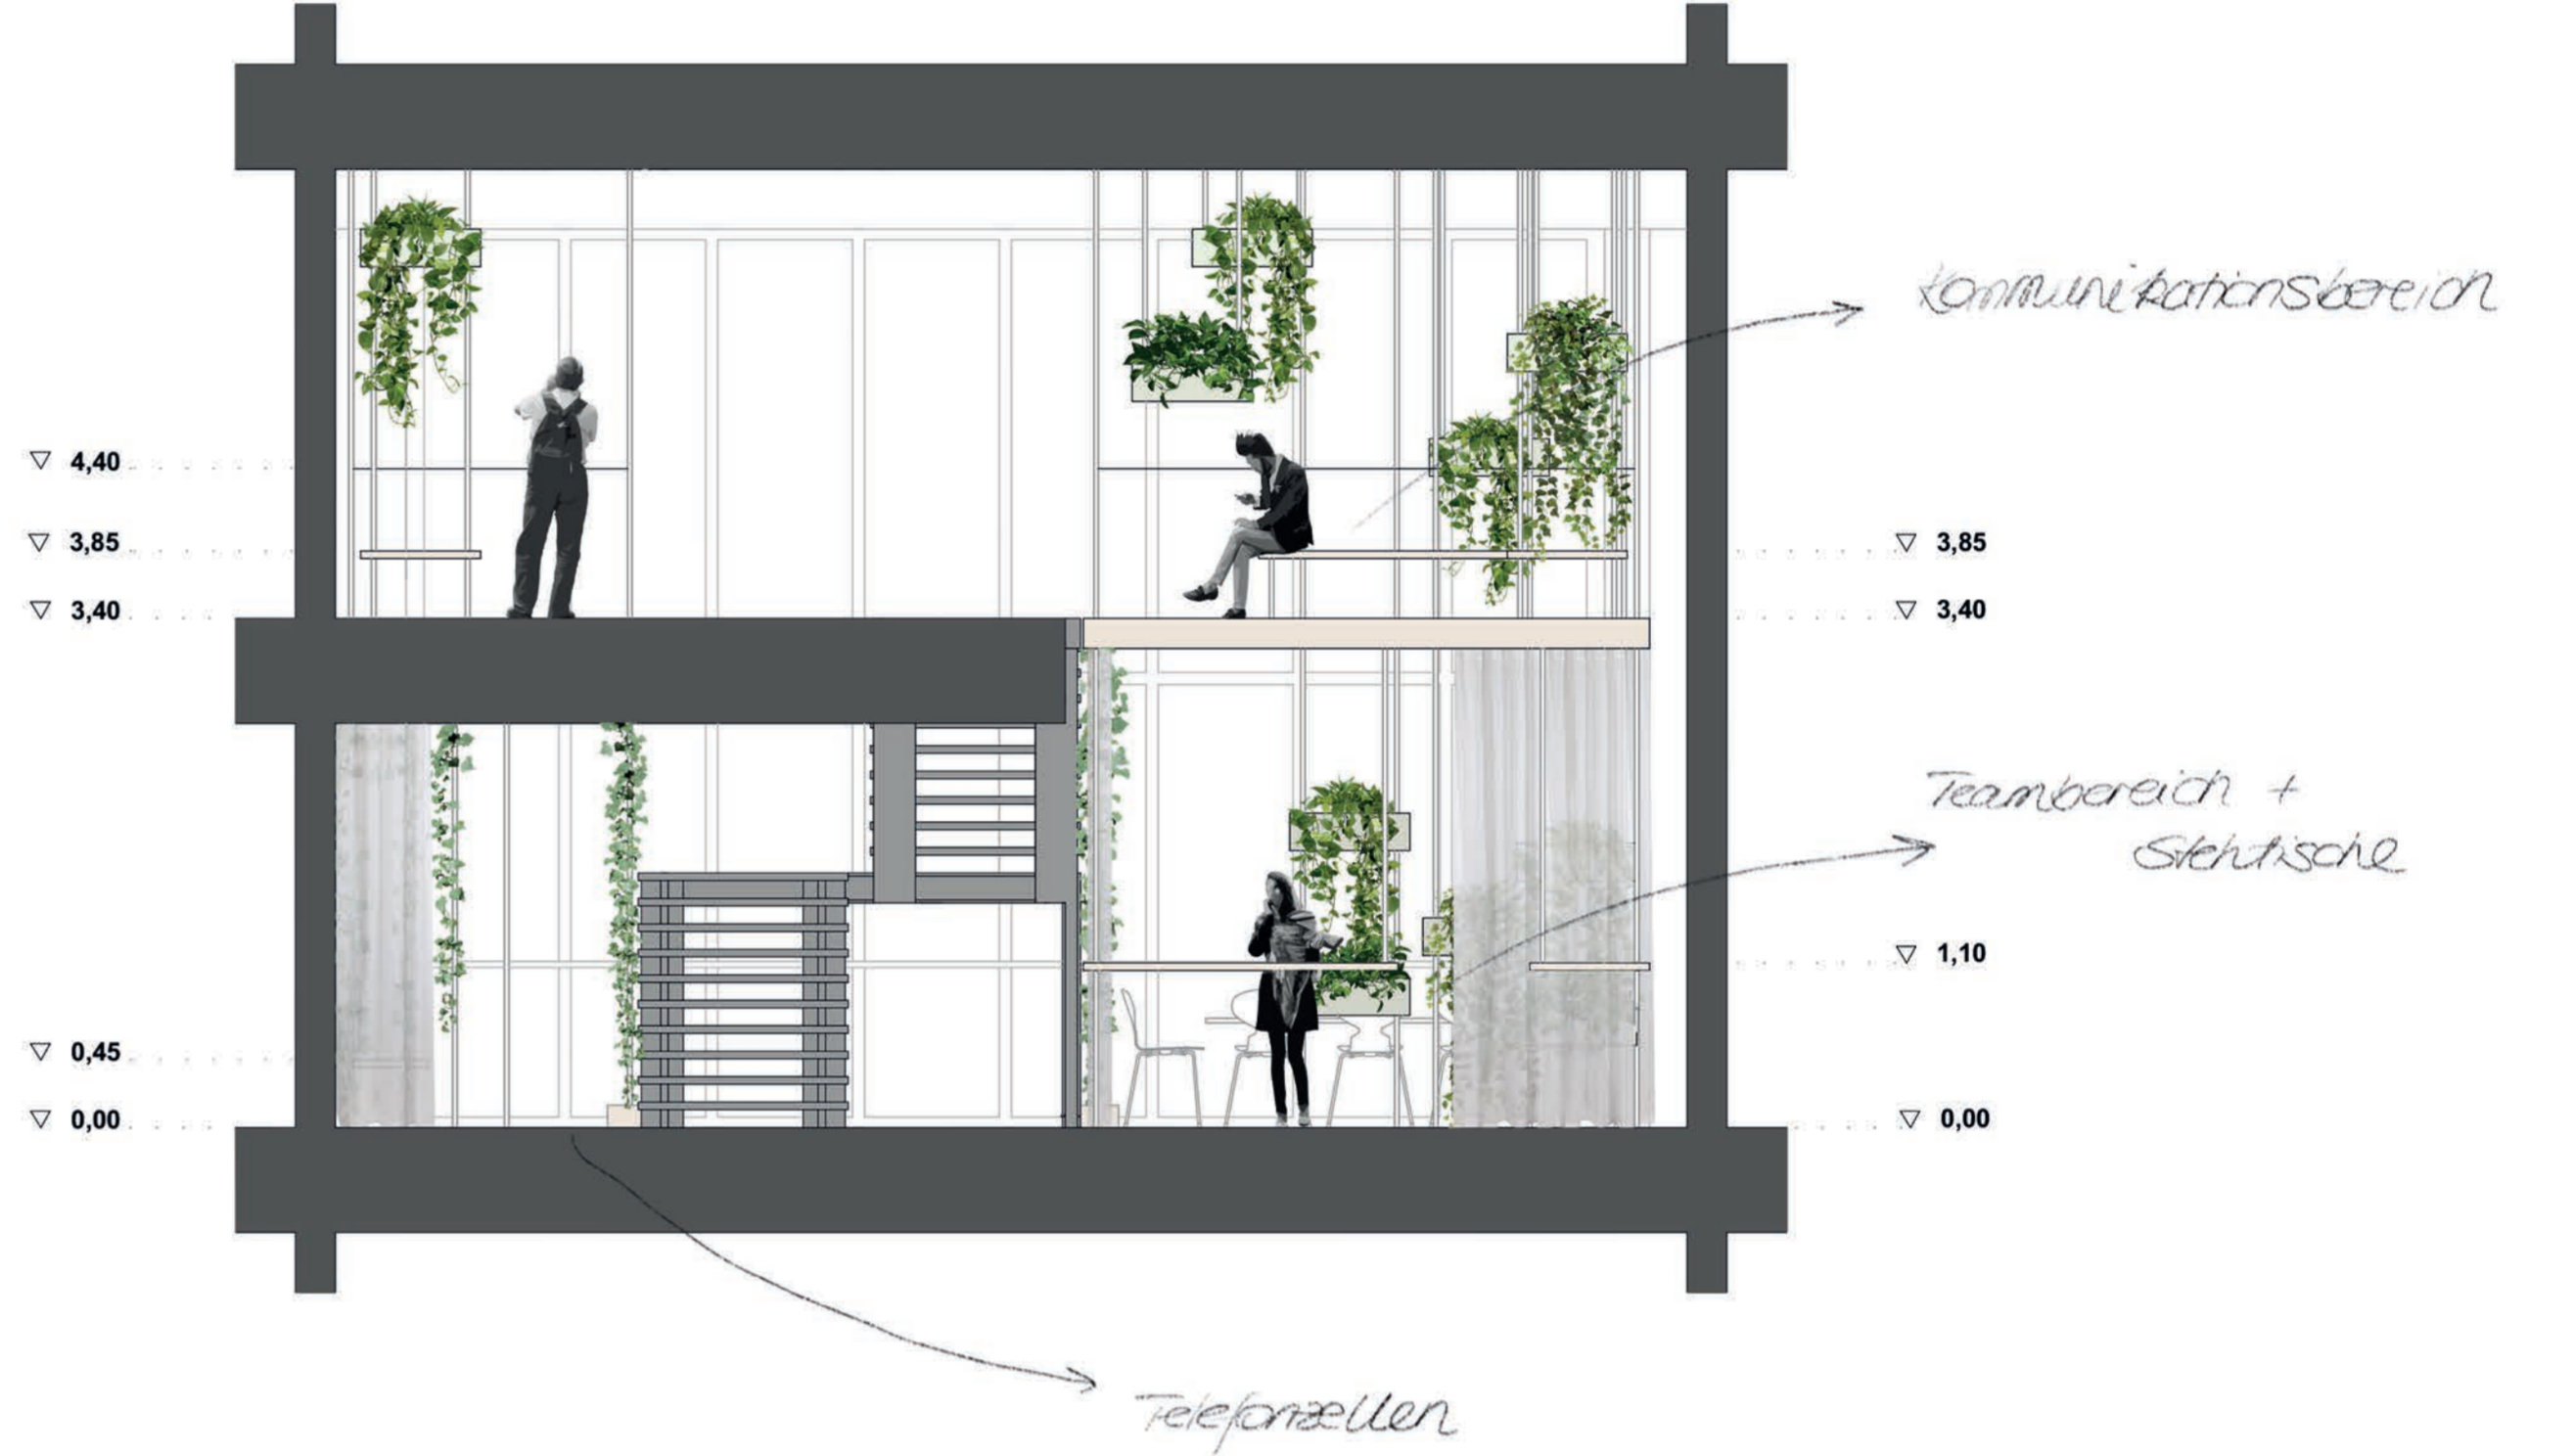 Kommunikationsbereich
▽ 4,40
▽ 3,85
▽ 3,85
▽ 3,40
▽ 3,40
Teambereich +
Stehtische
▽ 1,10
▽ 0,45
▽ 0,00
▽ 0,00
Telefonzellen